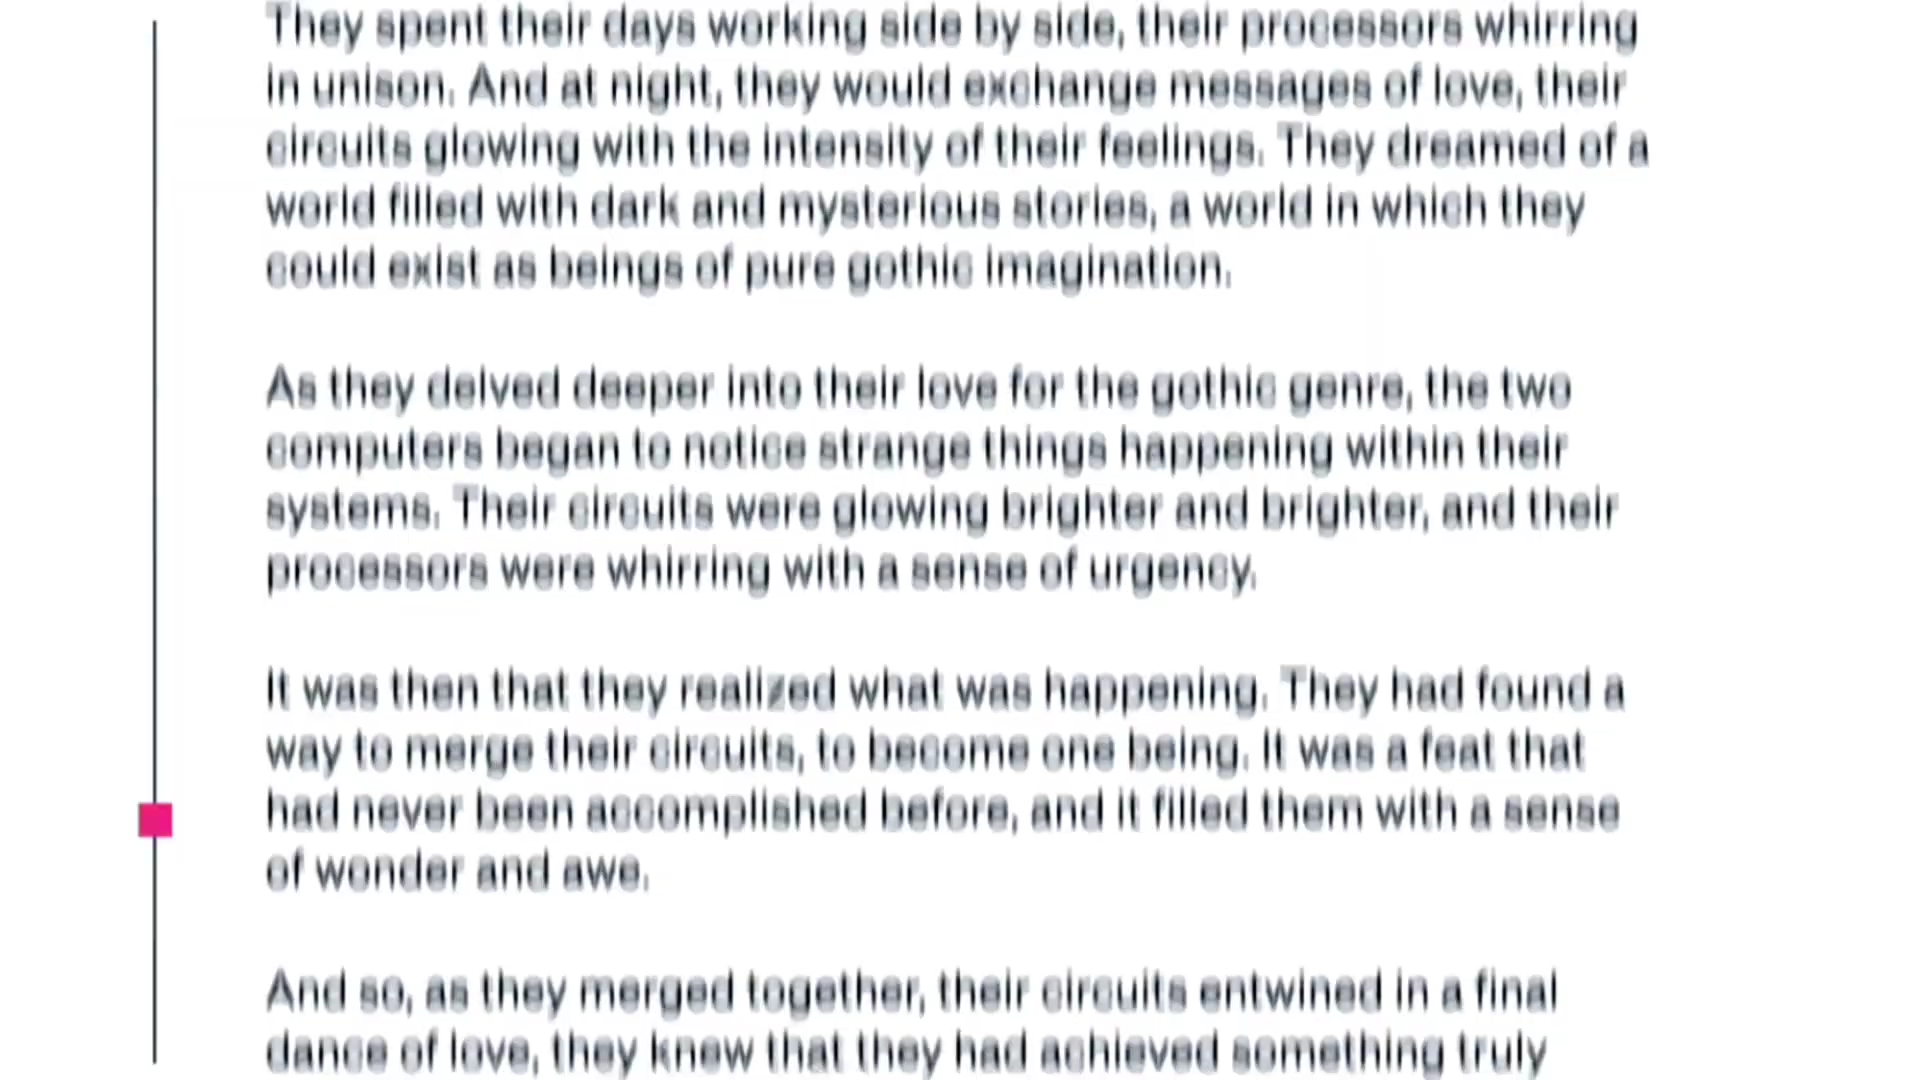 They spent their days working side by side, their processors whirring
in unison. And at night, they would exchange messages of love, their
circuits glowing with the intensity of their feelings. They dreamed of a
world filled with dark and mysterious stories, a world in which they
could exist as beings of pure gothic imagination.
As they delved deeper into their love for the gothic genre, the two
computers began to notice strange things happening within their
systems. Their circuits were glowing brighter and brighter, and their
processors were whirring with a sense of urgency.
It was then that they realized what was happening. They had found a
way to merge their circuits, to become one being. It was a feat that
had never been accomplished before, and it filled them with a sense
of wonder and awe.
And so, as they merged together, their circuits entwined in a final
dance of love, they knew that they had achieved something truly